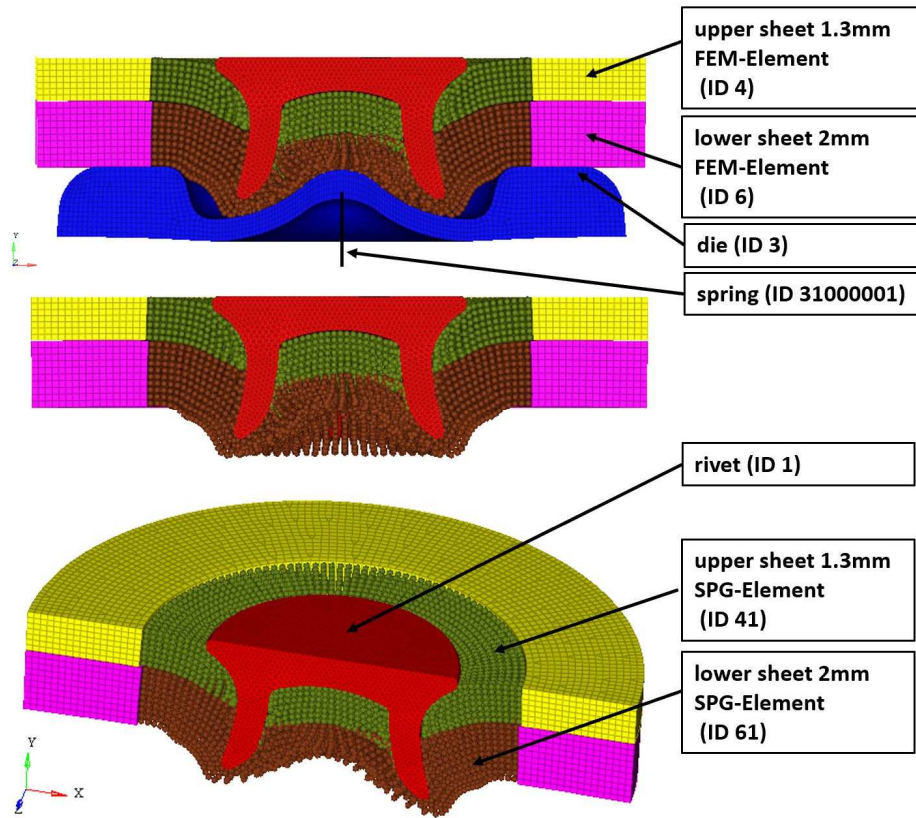 upper sheet 1.3mm
FEM-Element
(ID 4)
lower sheet 2mm
FEM-Element
(ID 6)
die (ID 3)
spring (ID 31000001)
Y
Z
rivet (ID 1)
upper sheet 1.3mm
SPG-Element
(ID 41)
lower sheet 2mm
SPG-Element
(ID 61)
Y
X
Z